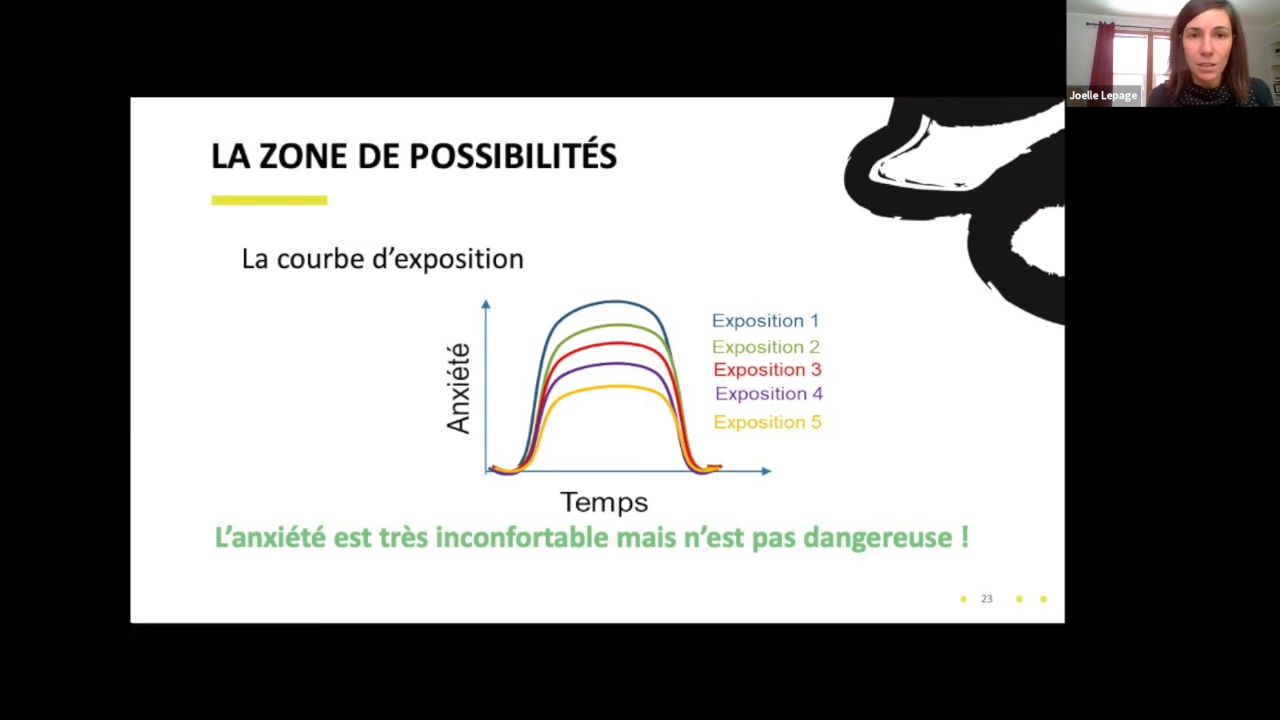 Joelle Lepage
LA ZONE DE POSSIBILITÉS
La courbe d’exposition
Anxiété
Exposition 1
Exposition 2
Exposition 3
Exposition 4
Exposition 5
Temps
L’anxiété est très inconfortable mais n’est pas dangereuse !
23